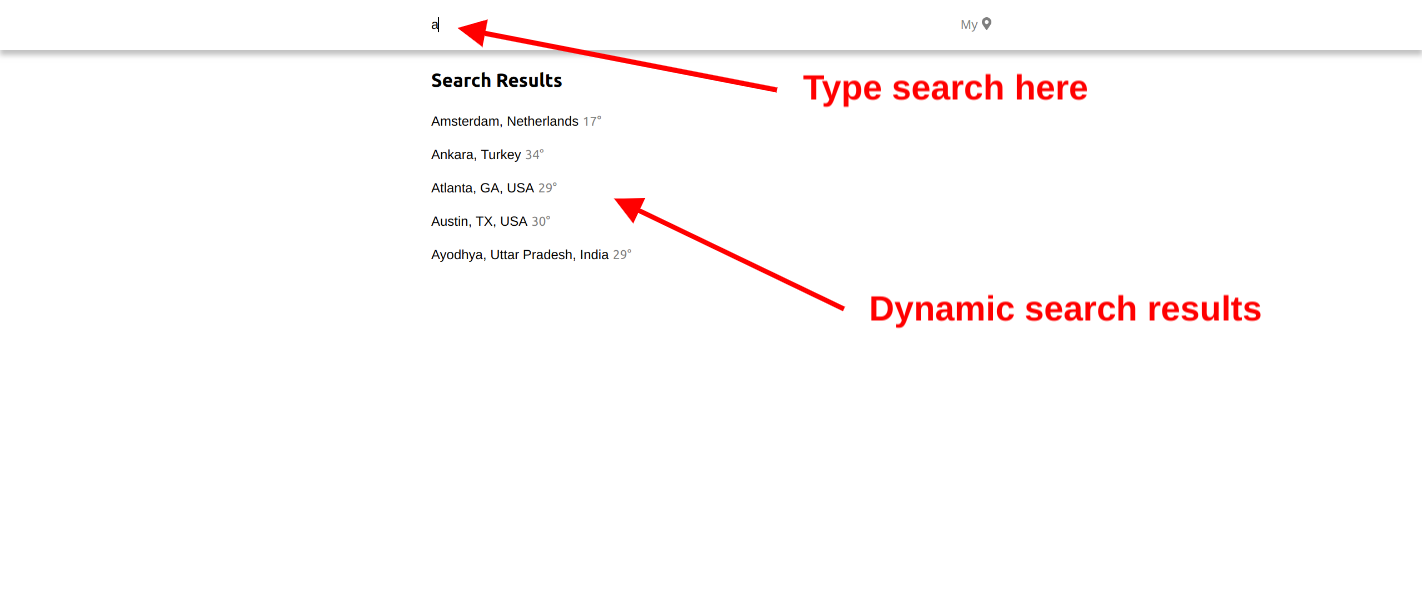 a
My
Type search here
Search Results
Amsterdam, Netherlands 17°
Ankara, Turkey 34°
Atlanta, GA, USA 29°
Austin, TX, USA 30°
Ayodhya, Uttar Pradesh, India 29°
Dynamic search results